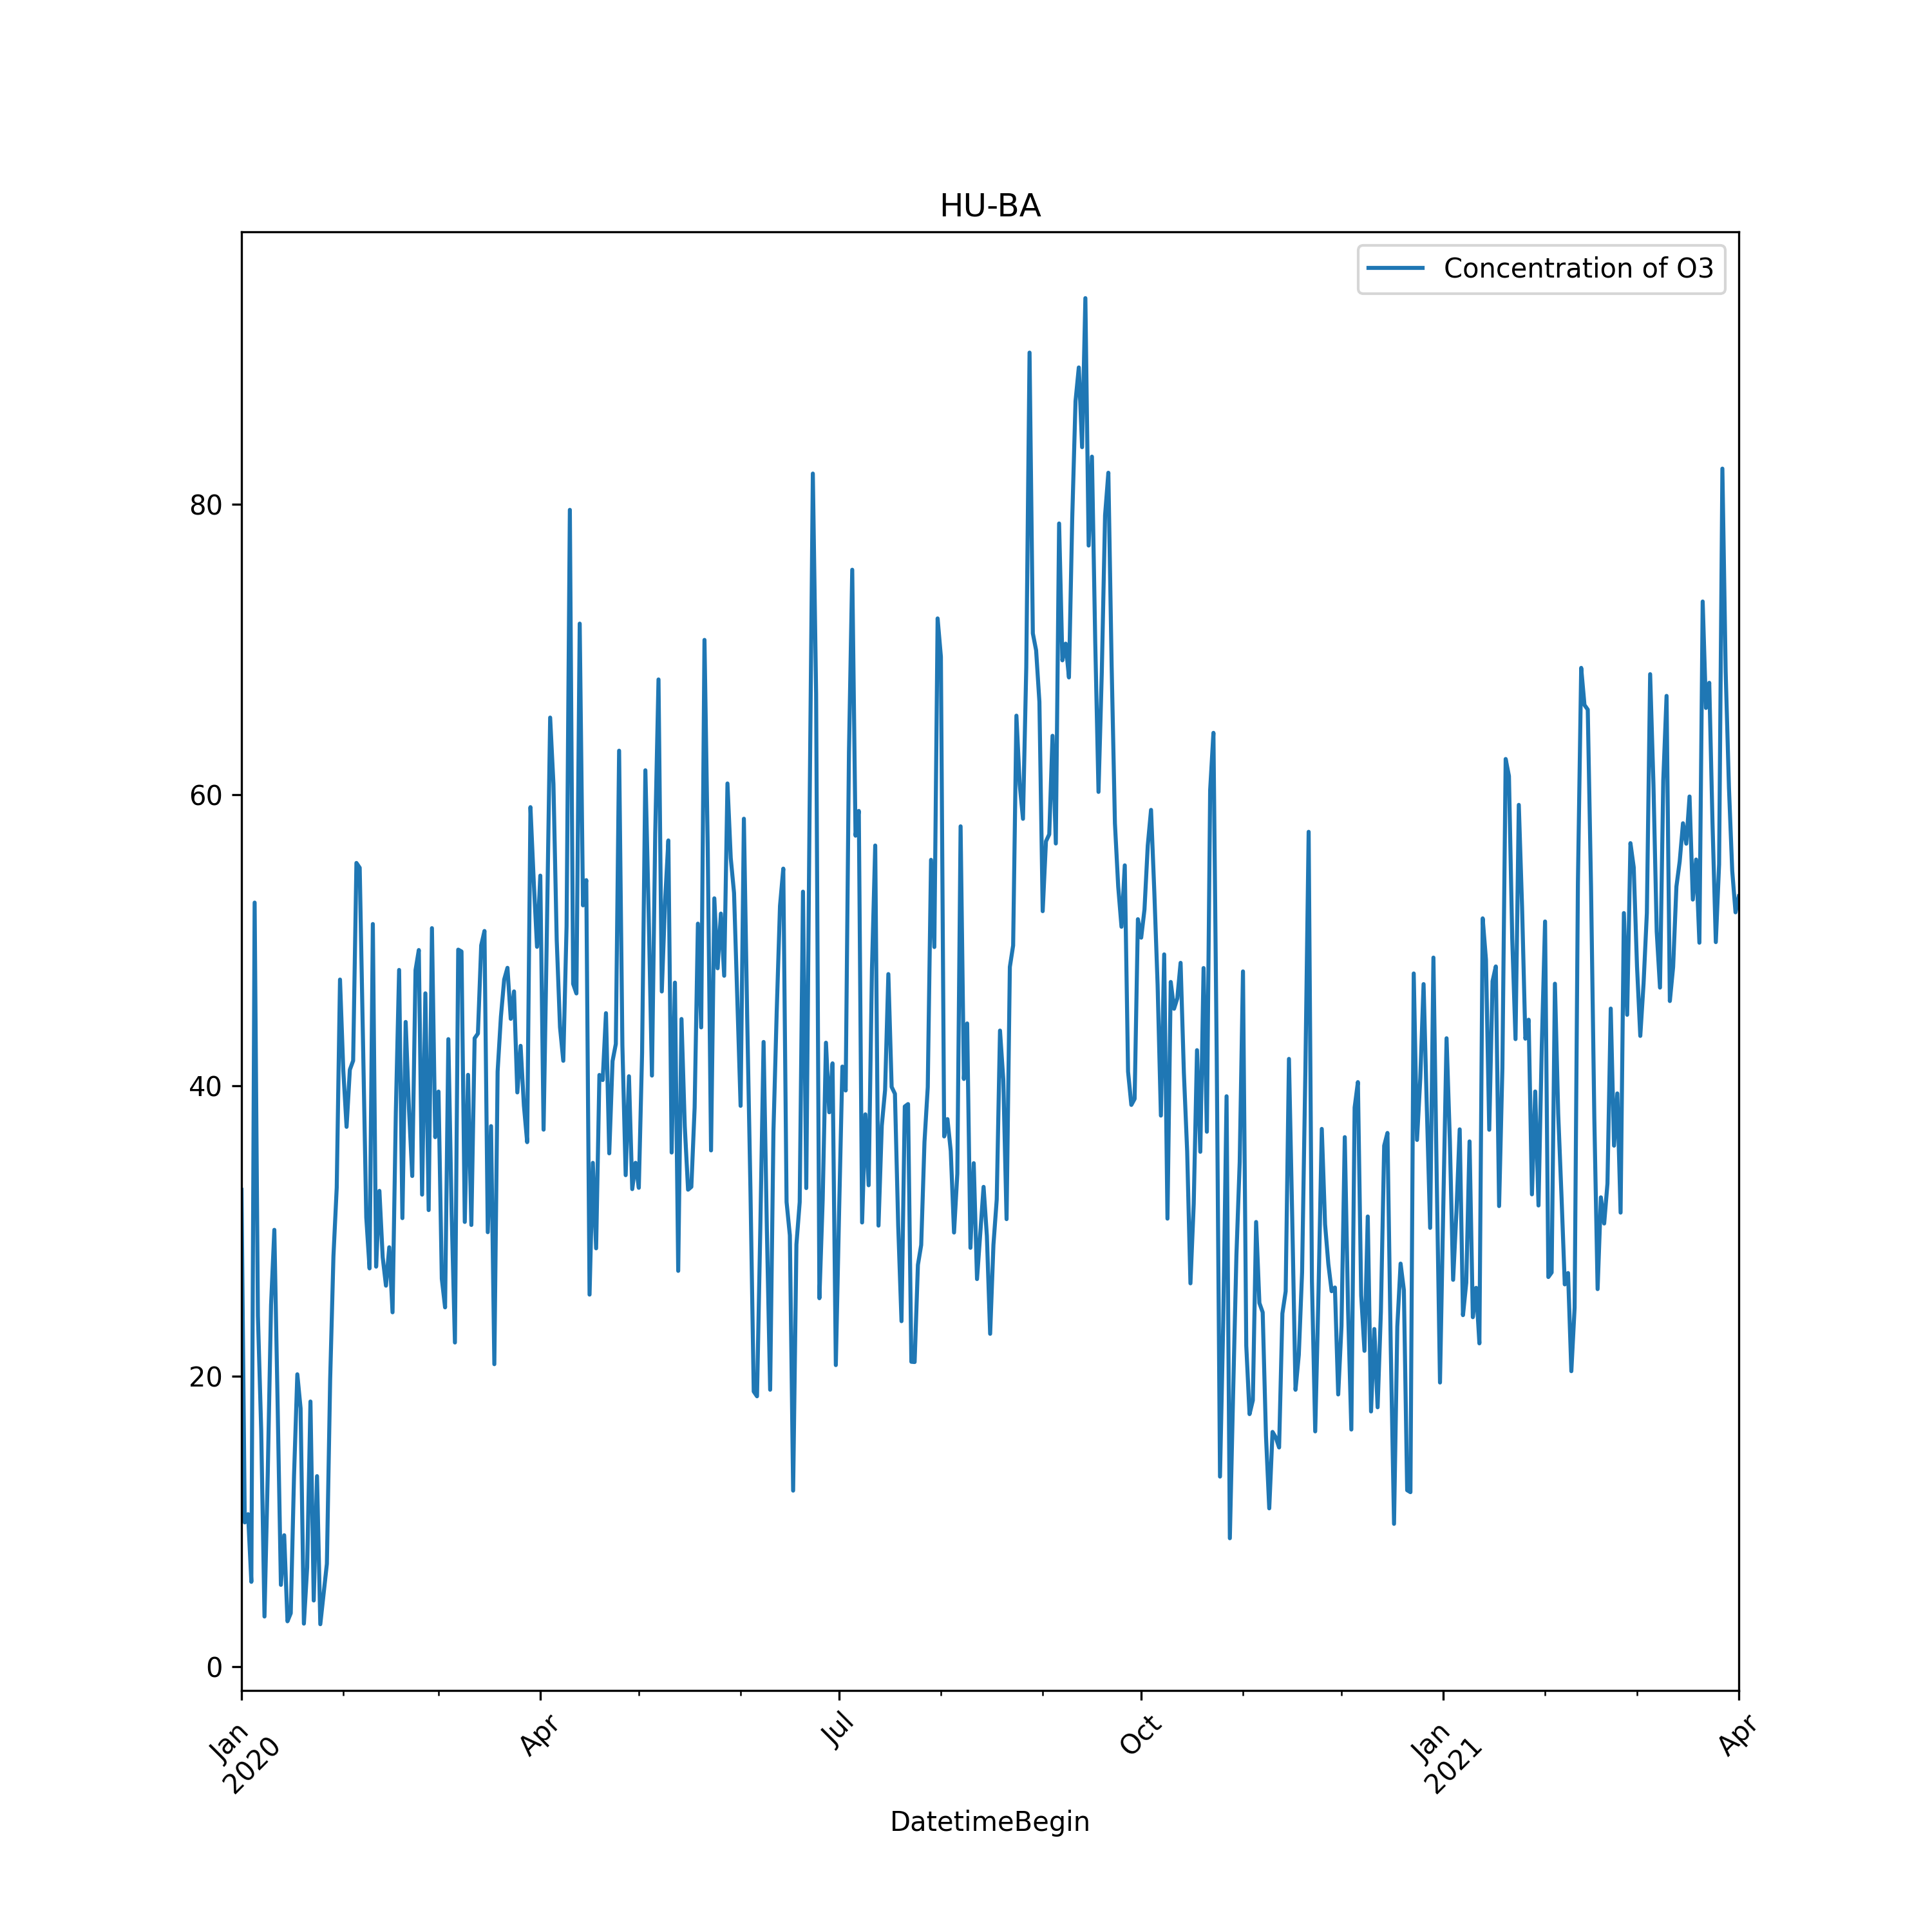 HU-BA
Concentration of O3
80
60
40
20
0
Jan
2020
Apr
Jul
Oct
Jan
2021
Apr
DatetimeBegin